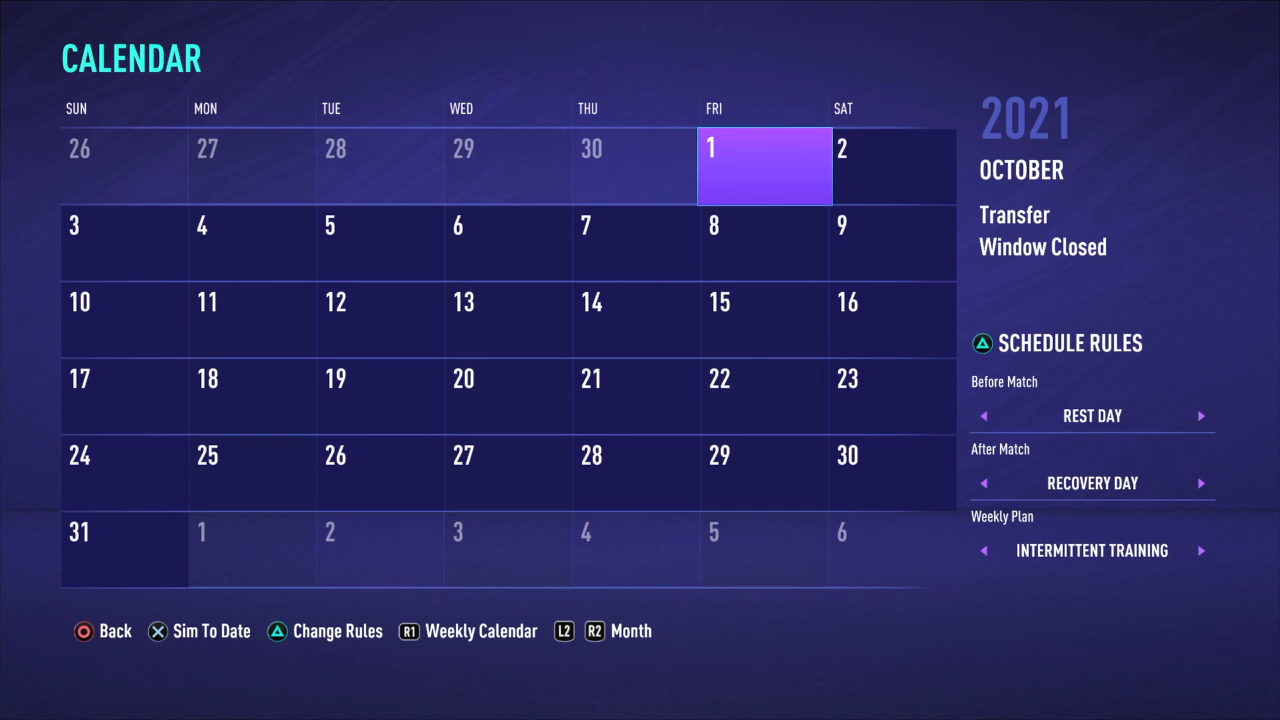 CALENDAR
SUN MON TUE WED THU FRI SAT
26 27 28 29 30 1 2
3 4 5 6 7 8 9
10 11 12 13 14 15 16
17 18 19 20 21 22 23
24 25 26 27 28 29 30
31 1 2 3 4 5 6
2021
OCTOBER
Transfer
Window Closed
SCHEDULE RULES
Before Match
REST DAY
After Match
RECOVERY DAY
Weekly Plan
INTERMITTENT TRAINING
Back Sim To Date Change Rules R1 Weekly Calendar L2 R2 Month